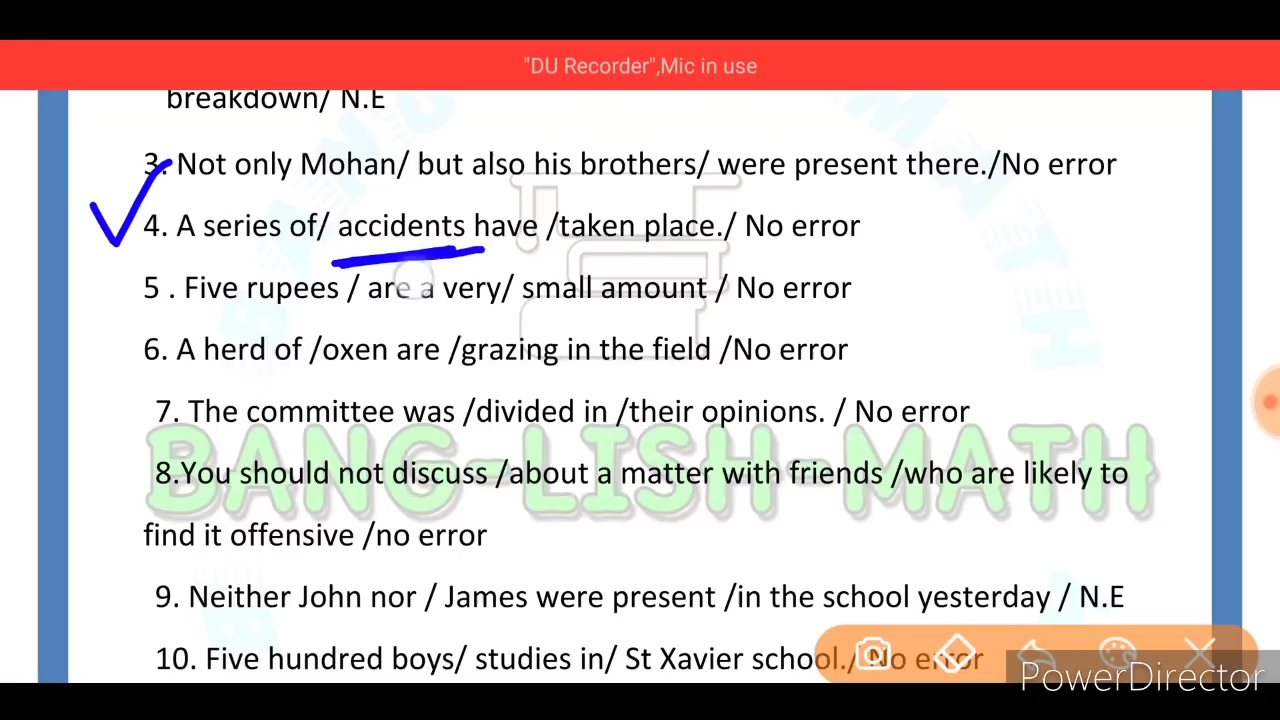 "DU Recorder",Mic in use
breakdown/ N.E
3. Not only Mohan/ but also his brothers/ were present there./No error
4. A series of/ accidents have /taken place./ No error
5 . Five rupees / are a very/ small amount / No error
6. A herd of /oxen are /grazing in the field /No error
7. The committee was /divided in /their opinions. / No error
BANG-LISH-MATH
8.You should not discuss /about a matter with friends /who are likely to
find it offensive /no error
9. Neither John nor / James were present /in the school yesterday / N.E
10. Five hundred boys/ studies in/ St Xavier school./ No error
PowerDirector